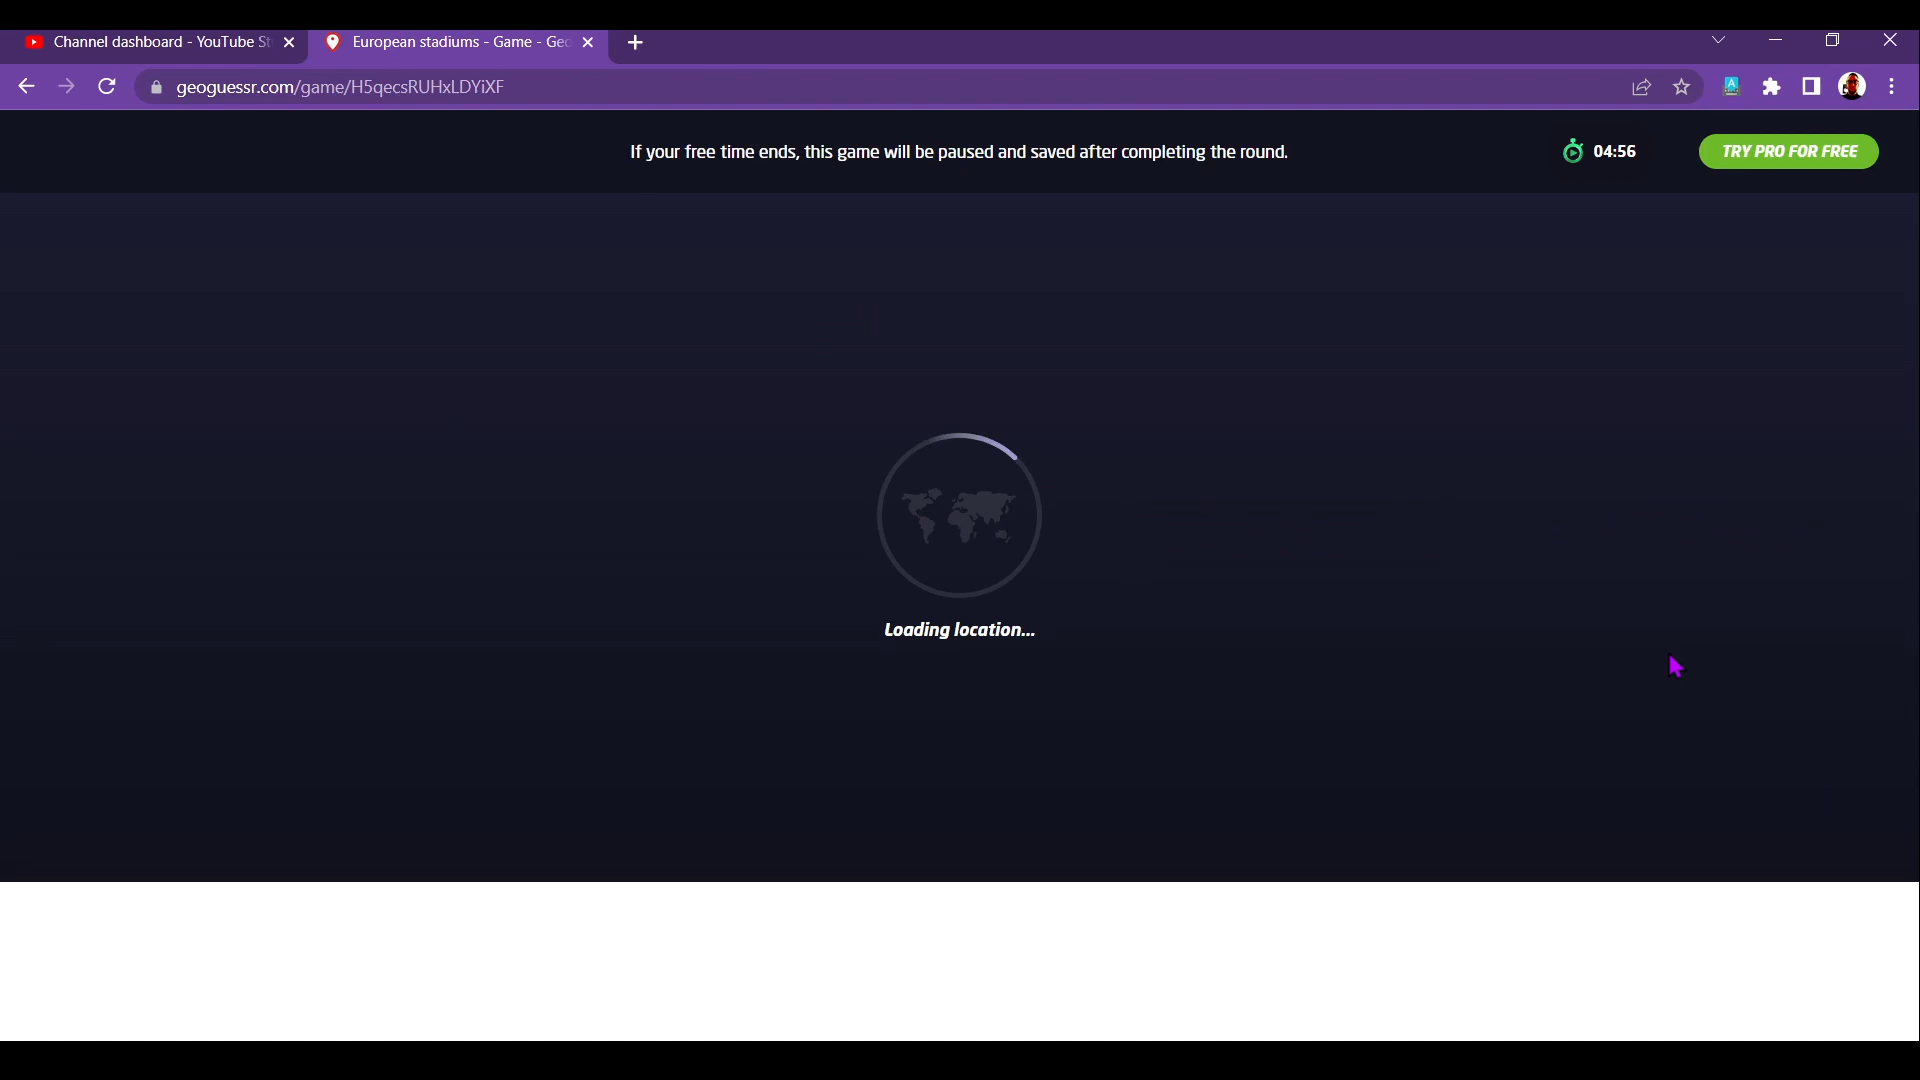 Channel dashboard - YouTube St
European stadiums - Game - Geo
geoguessr.com/game/H5qecsRUHxLDYiXF
If your free time ends, this game will be paused and saved after completing the round.
04:56
TRY PRO FOR FREE
Loading location...